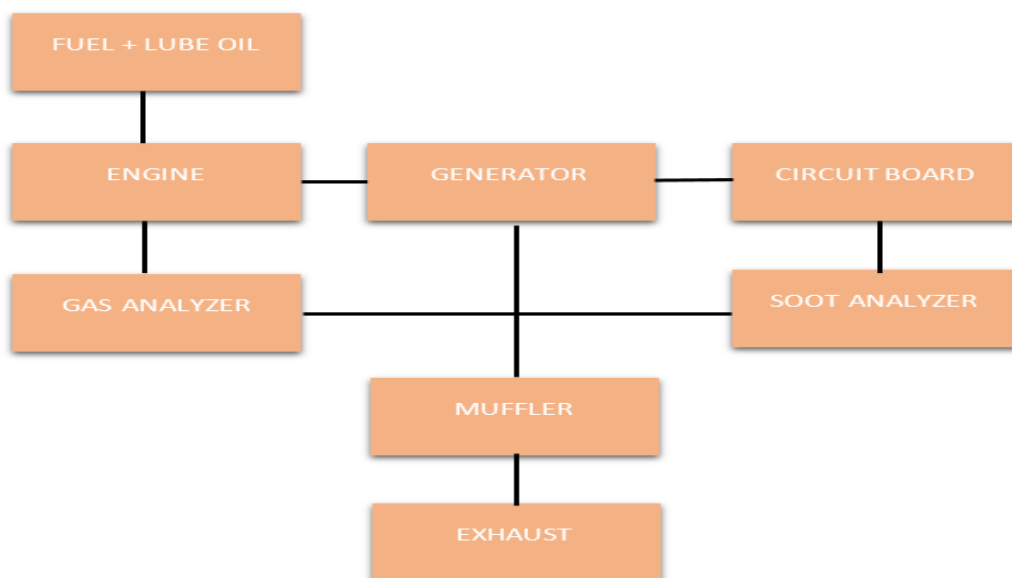 FUEL + LUBE OIL
ENGINE
GENERATOR
CIRCUIT BOARD
GAS ANALYZER
SOOT ANALYZER
MUFFLER
EXHAUST